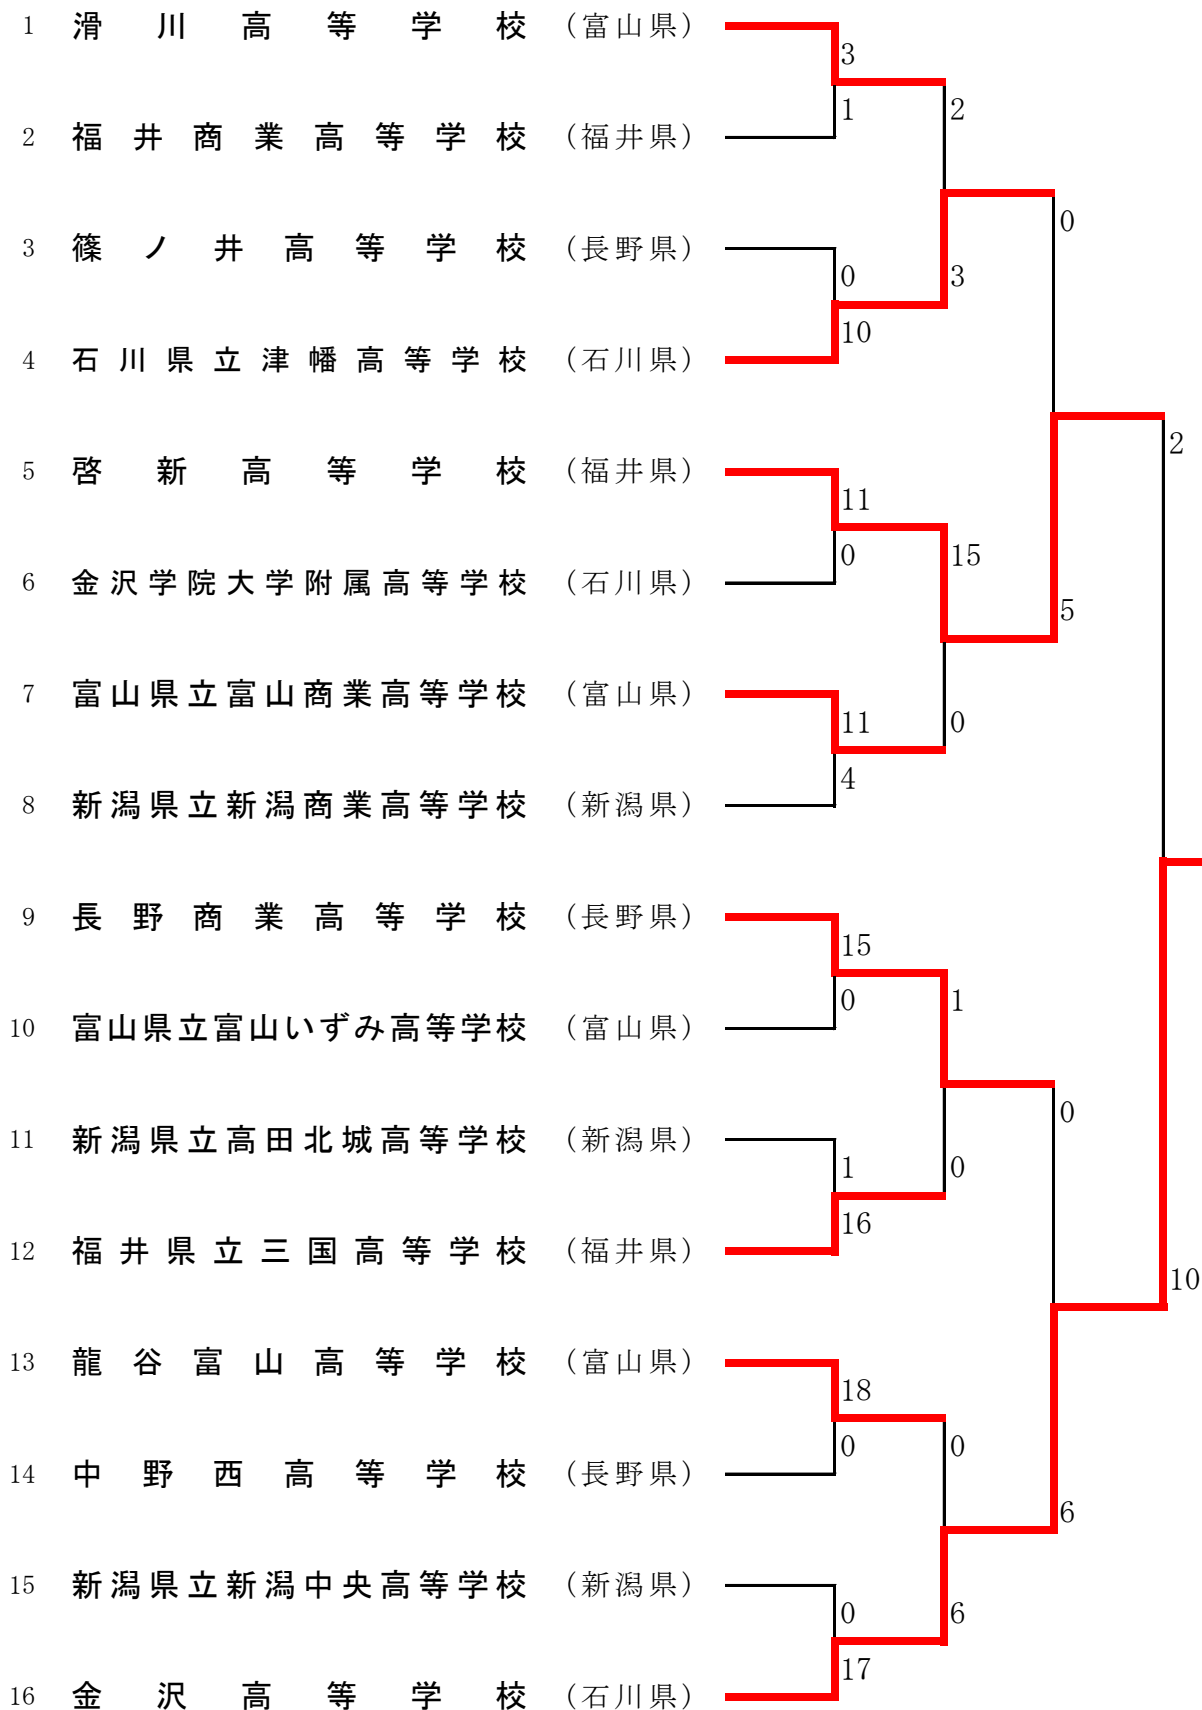 1 滑川高等学校 (富山県)
3
1 2
2 福井商業高等学校 (福井県)
0
3 篠ノ井高等学校 (長野県)
0 3
10
4 石川県立津幡高等学校 (石川県)
2
5 啓新高等学校 (福井県)
11
0 15
6 金沢学院大学附属高等学校 (石川県)
5
7 富山県立富山商業高等学校 (富山県)
11 0
4
8 新潟県立新潟商業高等学校 (新潟県)
9 長野商業高等学校 (長野県)
15
0 1
10 富山県立富山いずみ高等学校 (富山県)
0
11 新潟県立高田北城高等学校 (新潟県)
1 0
16
12 福井県立三国高等学校 (福井県)
10
13 龍谷富山高等学校 (富山県)
18
0 0
14 中野西高等学校 (長野県)
6
15 新潟県立新潟中央高等学校 (新潟県)
0 6
17
16 金沢高等学校 (石川県)